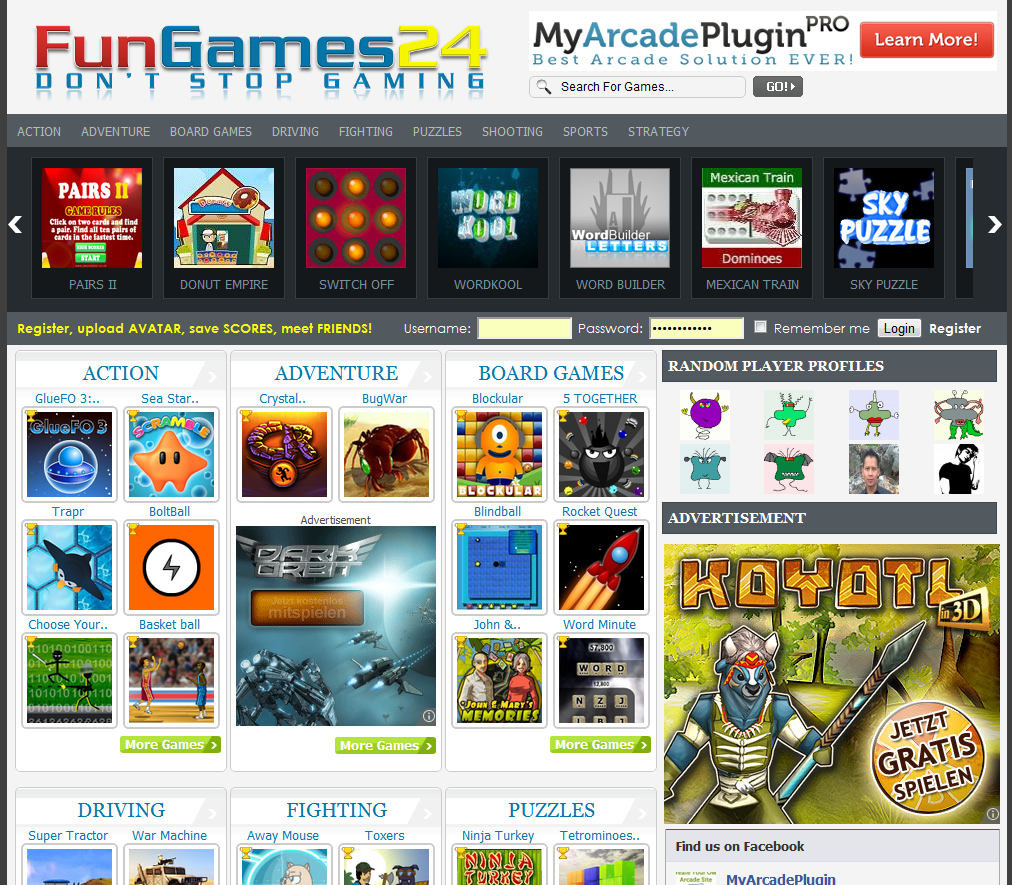 FunGames24
DON'T STOP GAMING
MyArcadePlugin PRO
Best Arcade Solution EVER!
Learn More!
Search For Games...
GO!
ACTION ADVENTURE BOARD GAMES DRIVING FIGHTING PUZZLES SHOOTING SPORTS STRATEGY
PAIRS II
GAME RULES
Click on two cards and find
a pair. Find all ten pairs of
cards in the fastest time.
START
WORD
KOOL
WordBuilder
LETTERS
Mexican Train
Dominoes
SKY
PUZZLE
PAIRS II DONUT EMPIRE SWITCH OFF WORDKOOL WORD BUILDER MEXICAN TRAIN SKY PUZZLE
Register, upload AVATAR, save SCORES, meet FRIENDS! Username: Password: Remember me Login Register
ACTION
GlueFO 3:.. Sea Star..
GlueFO 3
SCRAMBLE
Trapr BoltBall
Choose Your.. Basket ball
More Games
ADVENTURE
Crystal.. BugWar
Advertisement
DARK
ORBIT
Jetzt kostenlos
mitspielen
More Games
BOARD GAMES
Blockular 5 TOGETHER
BLOCKULAR
Blindball Rocket Quest
John &.. Word Minute
JOHN & MARY'S
MEMORIES
57,800
WORD
12,800
N Z J
More Games
RANDOM PLAYER PROFILES
ADVERTISEMENT
KOYOTL
in 3D
JETZT
GRATIS
SPIELEN
Find us on Facebook
MyArcadePlugin
DRIVING
Super Tractor War Machine
FIGHTING
Away Mouse Toxers
PUZZLES
Ninja Turkey Tetrominoes..
NINJA
TURKEY